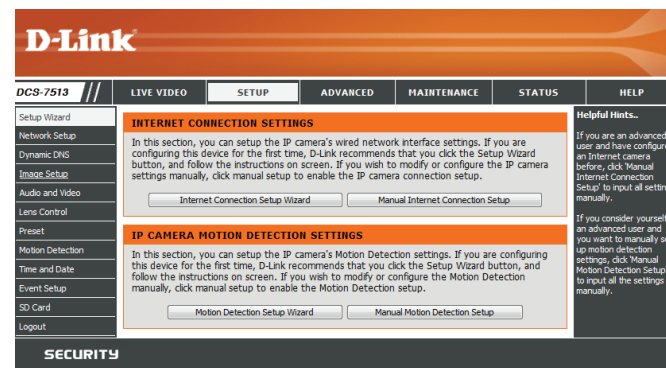 D-Link
DCS-7513
LIVE VIDEO
SETUP
ADVANCED
MAINTENANCE
STATUS
HELP
Setup Wizard
Network Setup
Dynamic DNS
Image Setup
Audio and Video
Lens Control
Preset
Motion Detection
Time and Date
Event Setup
SD Card
Logout
INTERNET CONNECTION SETTINGS
In this section, you can setup the IP camera's wired network interface settings. If you are
configuring this device for the first time, D-Link recommends that you click the Setup Wizard
button, and follow the instructions on screen. If you wish to modify or configure the IP camera
settings manually, click manual setup to enable the IP camera connection setup.
Internet Connection Setup Wizard
Manual Internet Connection Setup
IP CAMERA MOTION DETECTION SETTINGS
In this section, you can setup the IP camera's Motion Detection settings. If you are configuring
this device for the first time, D-Link recommends that you click the Setup Wizard button, and
follow the instructions on screen. If you wish to modify or configure the Motion Detection
manually, click manual setup to enable the Motion Detection setup.
Motion Detection Setup Wizard
Manual Motion Detection Setup
Helpful Hints..
If you are an advanced
user and have configure
an Internet camera
before, click 'Manual
Internet Connection
Setup' to input all settin
manually.
If you consider yourself
an advanced user and
you want to manually se
up motion detection
settings, click 'Manual
Motion Detection Setup'
to input all the settings
manually.
SECURITY